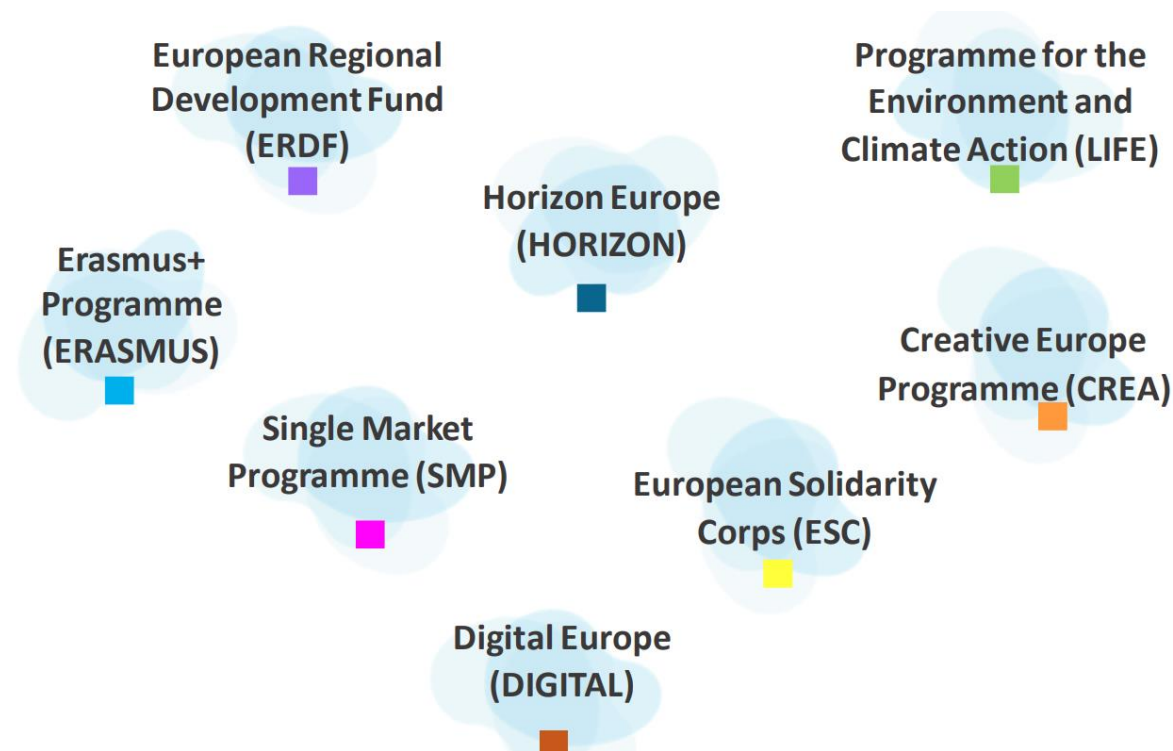 European Regional
Development Fund
(ERDF)
Programme for the
Environment and
Climate Action (LIFE)
Horizon Europe
(HORIZON)
Erasmus+
Programme
(ERASMUS)
Creative Europe
Programme (CREA)
Single Market
Programme (SMP)
European Solidarity
Corps (ESC)
Digital Europe
(DIGITAL)